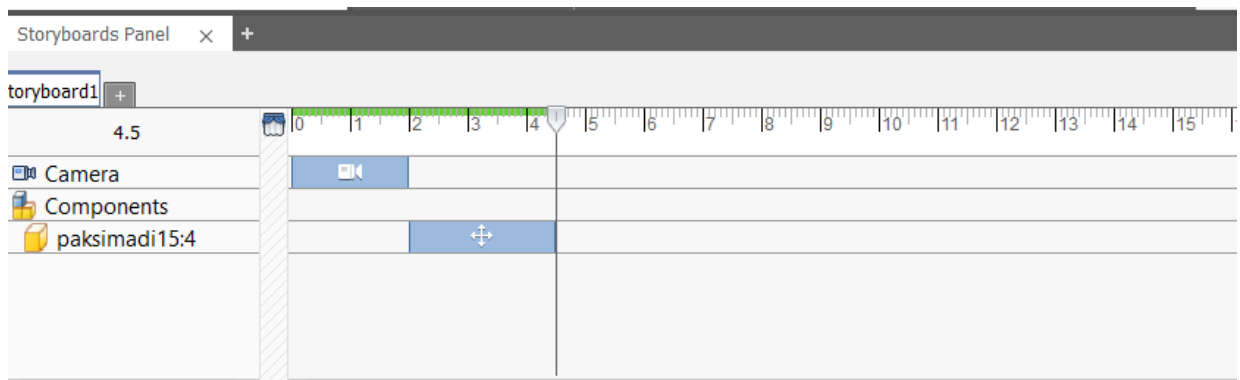 Storyboards Panel × +
toryboard1 +
4.5 0 1 2 3 4 5 6 7 8 9 10 11 12 13 14 15
Camera
Components
paksimadi15:4